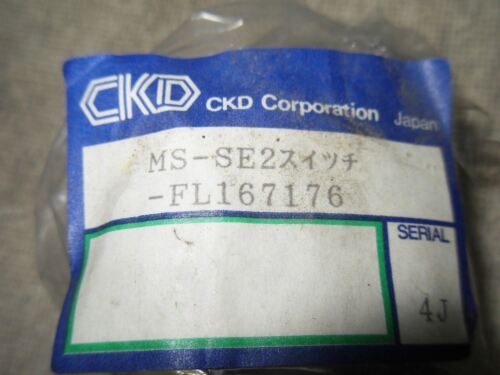 CKD CKD Corporation Japan
MS-SE2スイッチ
-FL167176
SERIAL
4J